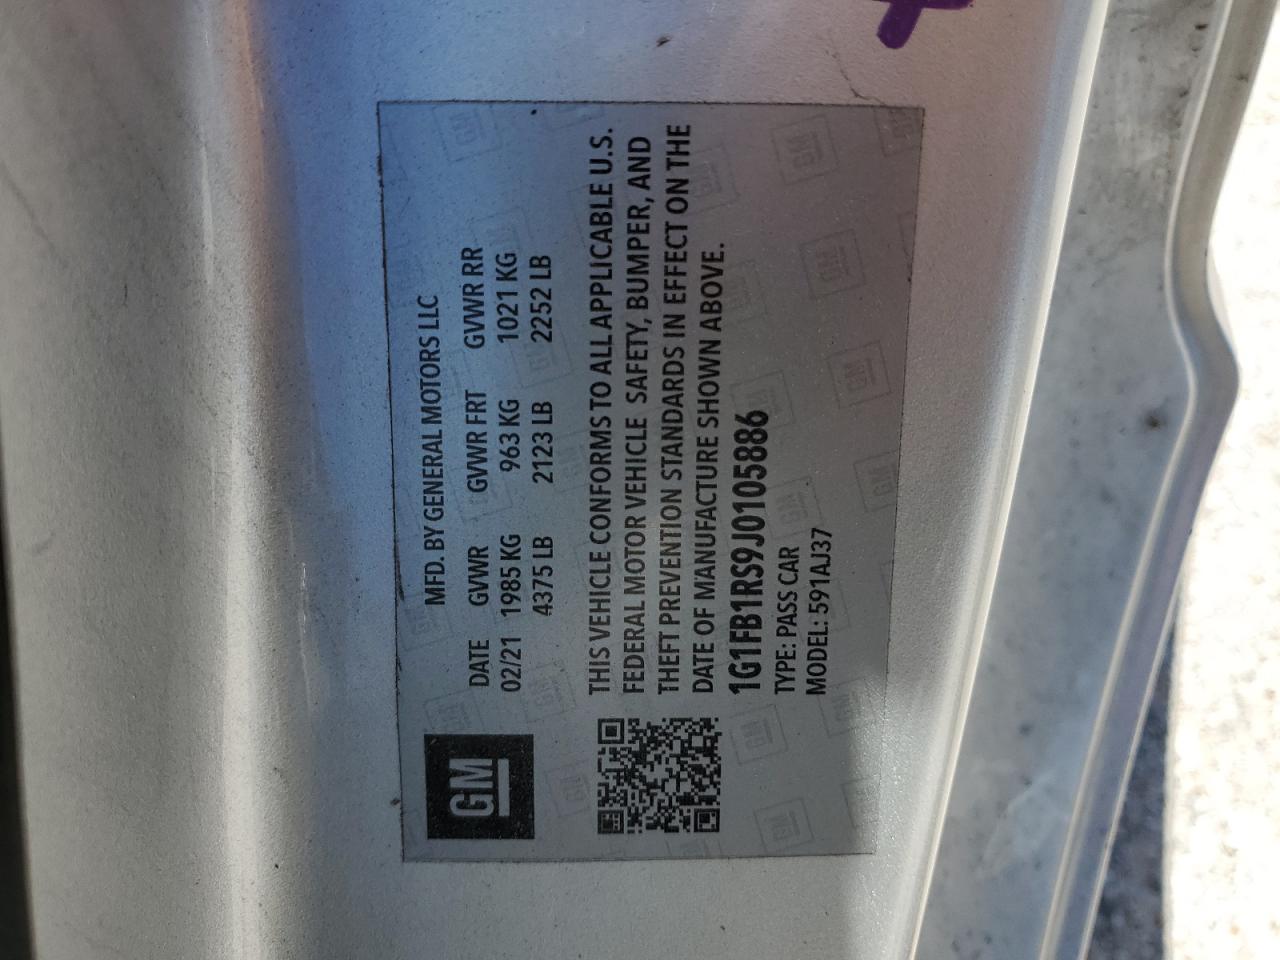 GM
MFD. BY GENERAL MOTORS LLC
DATE GVWR GVWR FRT GVWR RR
02/21 1985 KG 963 KG 1021 KG
4375 LB 2123 LB 2252 LB
THIS VEHICLE CONFORMS TO ALL APPLICABLE U.S.
FEDERAL MOTOR VEHICLE SAFETY, BUMPER, AND
THEFT PREVENTION STANDARDS IN EFFECT ON THE
DATE OF MANUFACTURE SHOWN ABOVE.
1G1FB1RS9J0105886
TYPE: PASS CAR
MODEL: 591AJ37